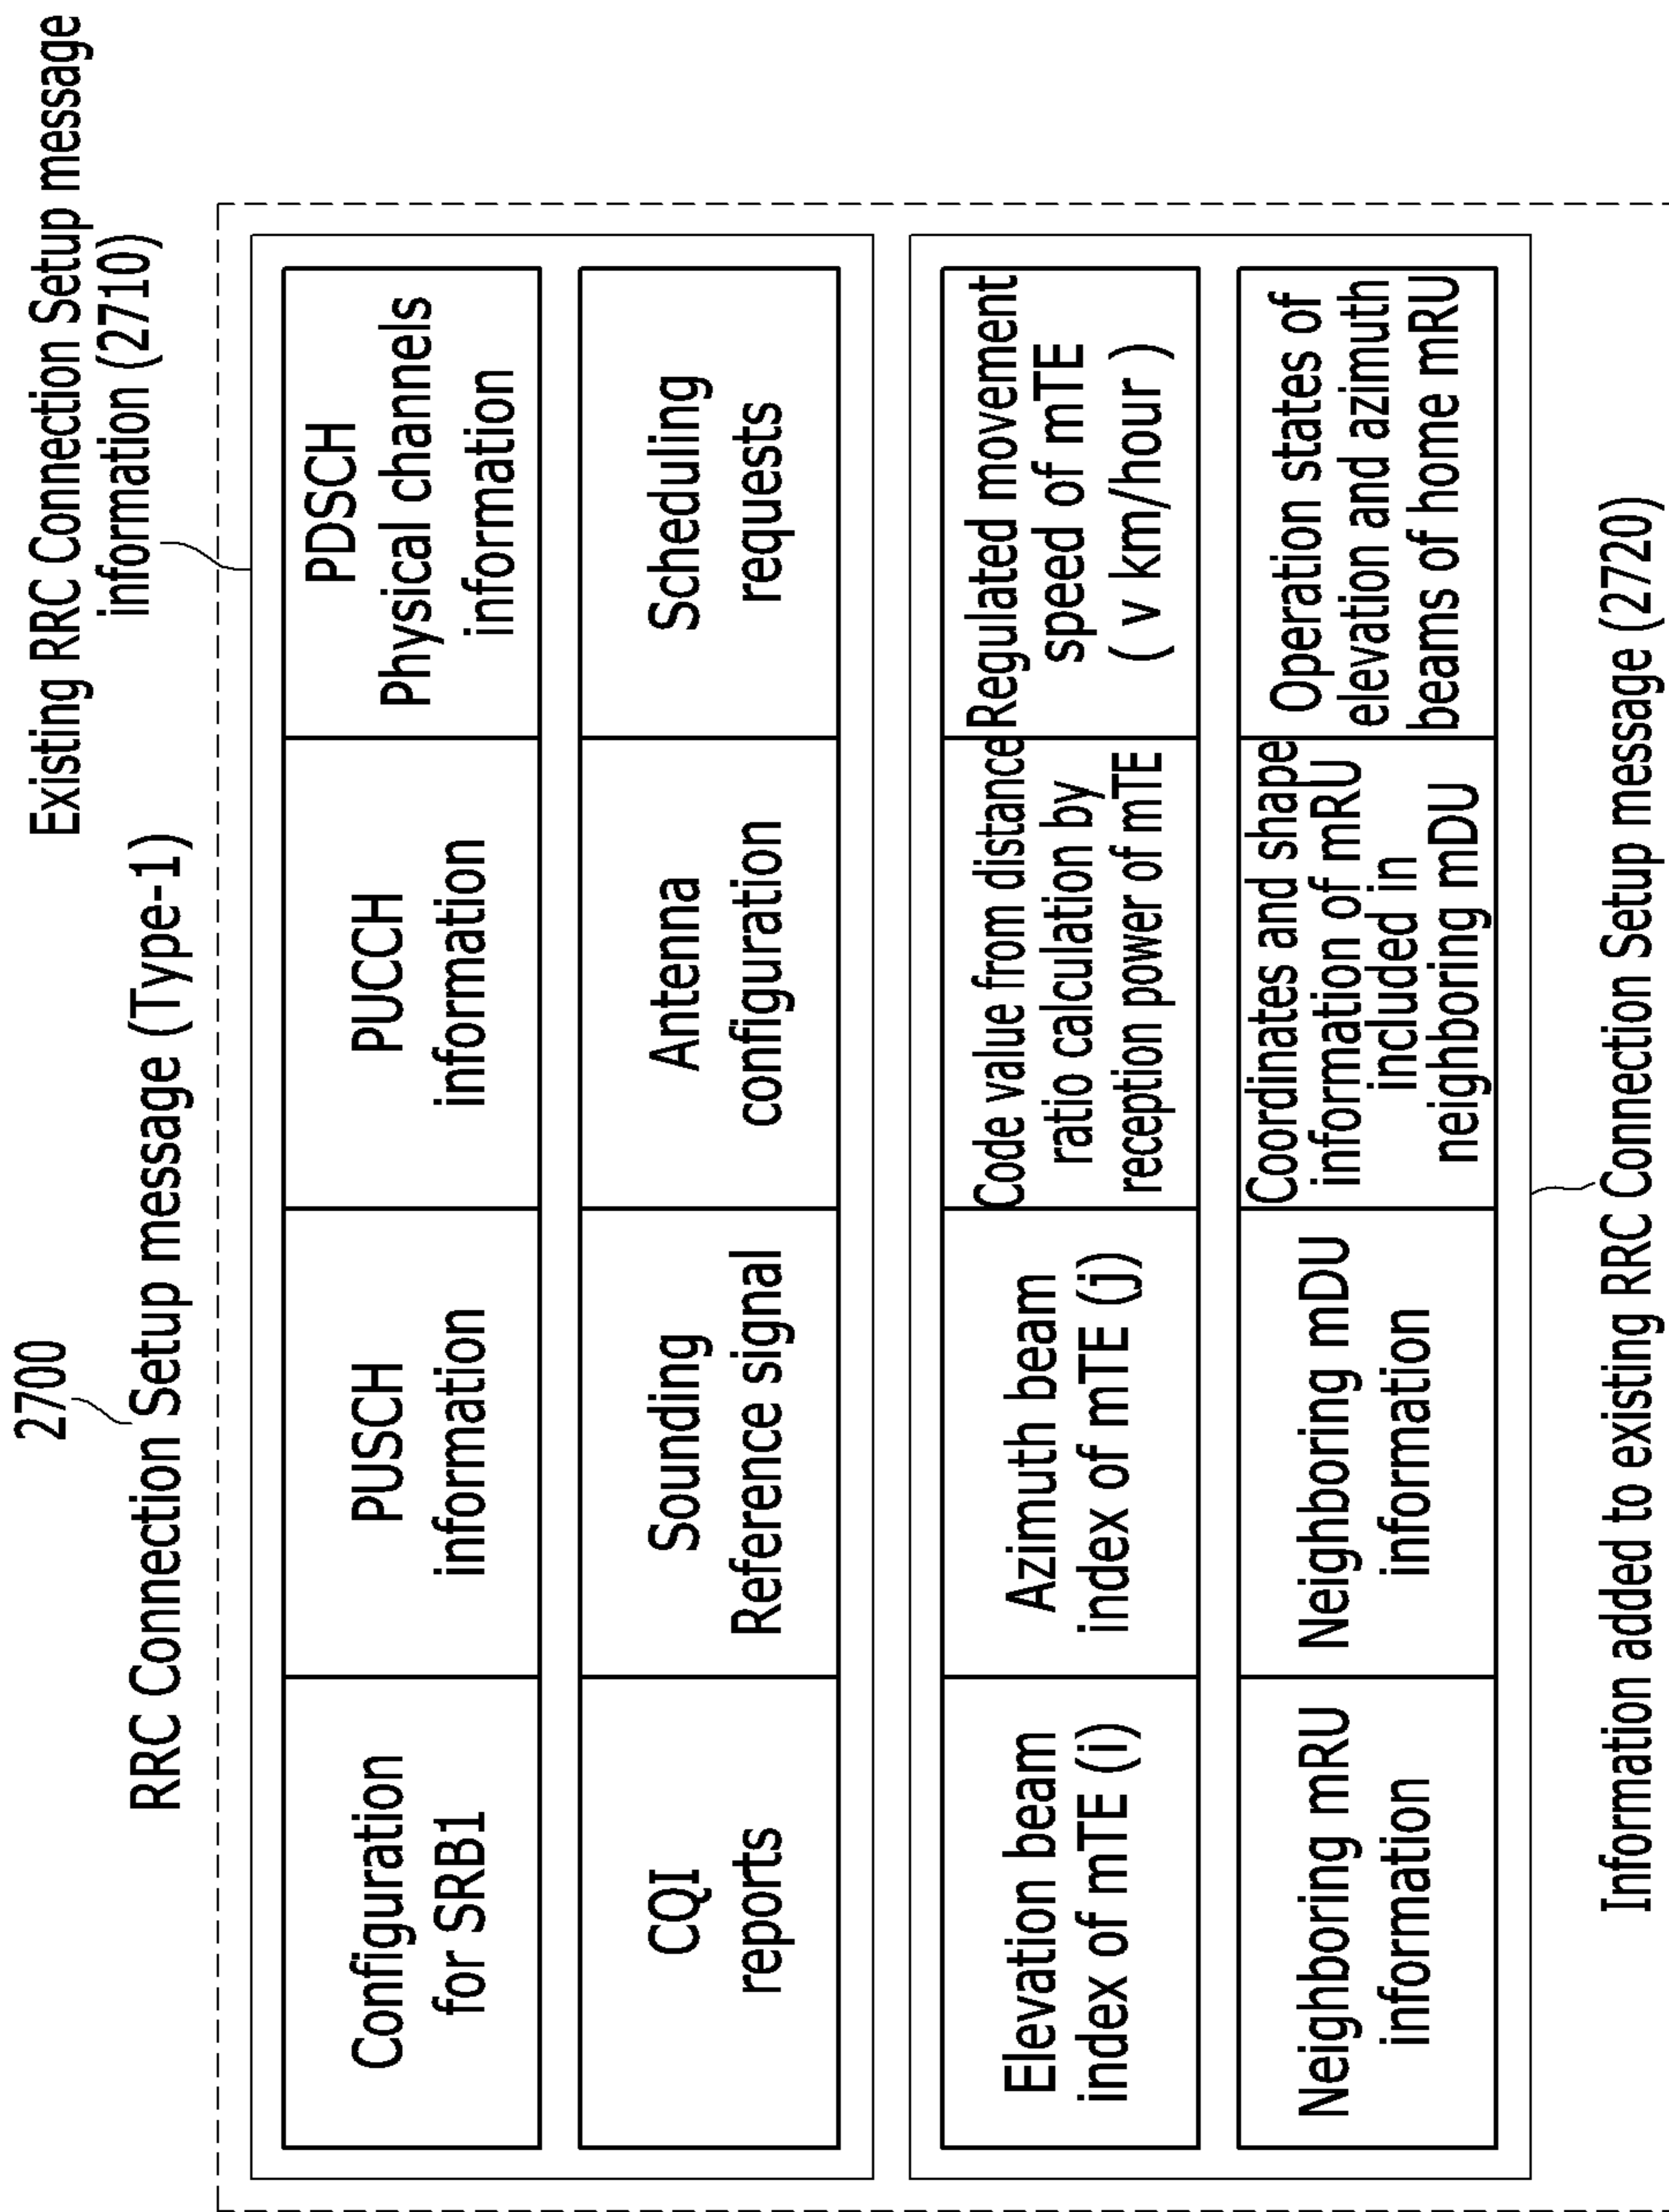 2700
RRC Connection Setup message (Type-1)
Existing RRC Connection Setup message
information (2710)
Configuration
for SRB1
PUSCH
information
PUCCH
information
PDSCH
Physical channels
information
CQI
reports
Sounding
Reference signal
Antenna
configuration
Scheduling
requests
Elevation beam
index of mTE (i)
Azimuth beam
index of mTE (j)
Code value from distance
ratio calculation by
reception power of mTE
Regulated movement
speed of mTE
( v km/hour )
Neighboring mRU
information
Neighboring mDU
information
Coordinates and shape
information of mRU
included in
neighboring mDU
Operation states of
elevation and azimuth
beams of home mRU
Information added to existing RRC Connection Setup message (2720)